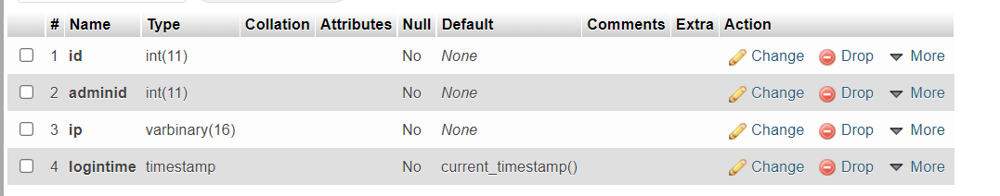 # Name Type Collation Attributes Null Default Comments Extra Action
1 id int(11) No None Change Drop More
2 adminid int(11) No None Change Drop More
3 ip varbinary(16) No None Change Drop More
4 logintime timestamp No current_timestamp() Change Drop More